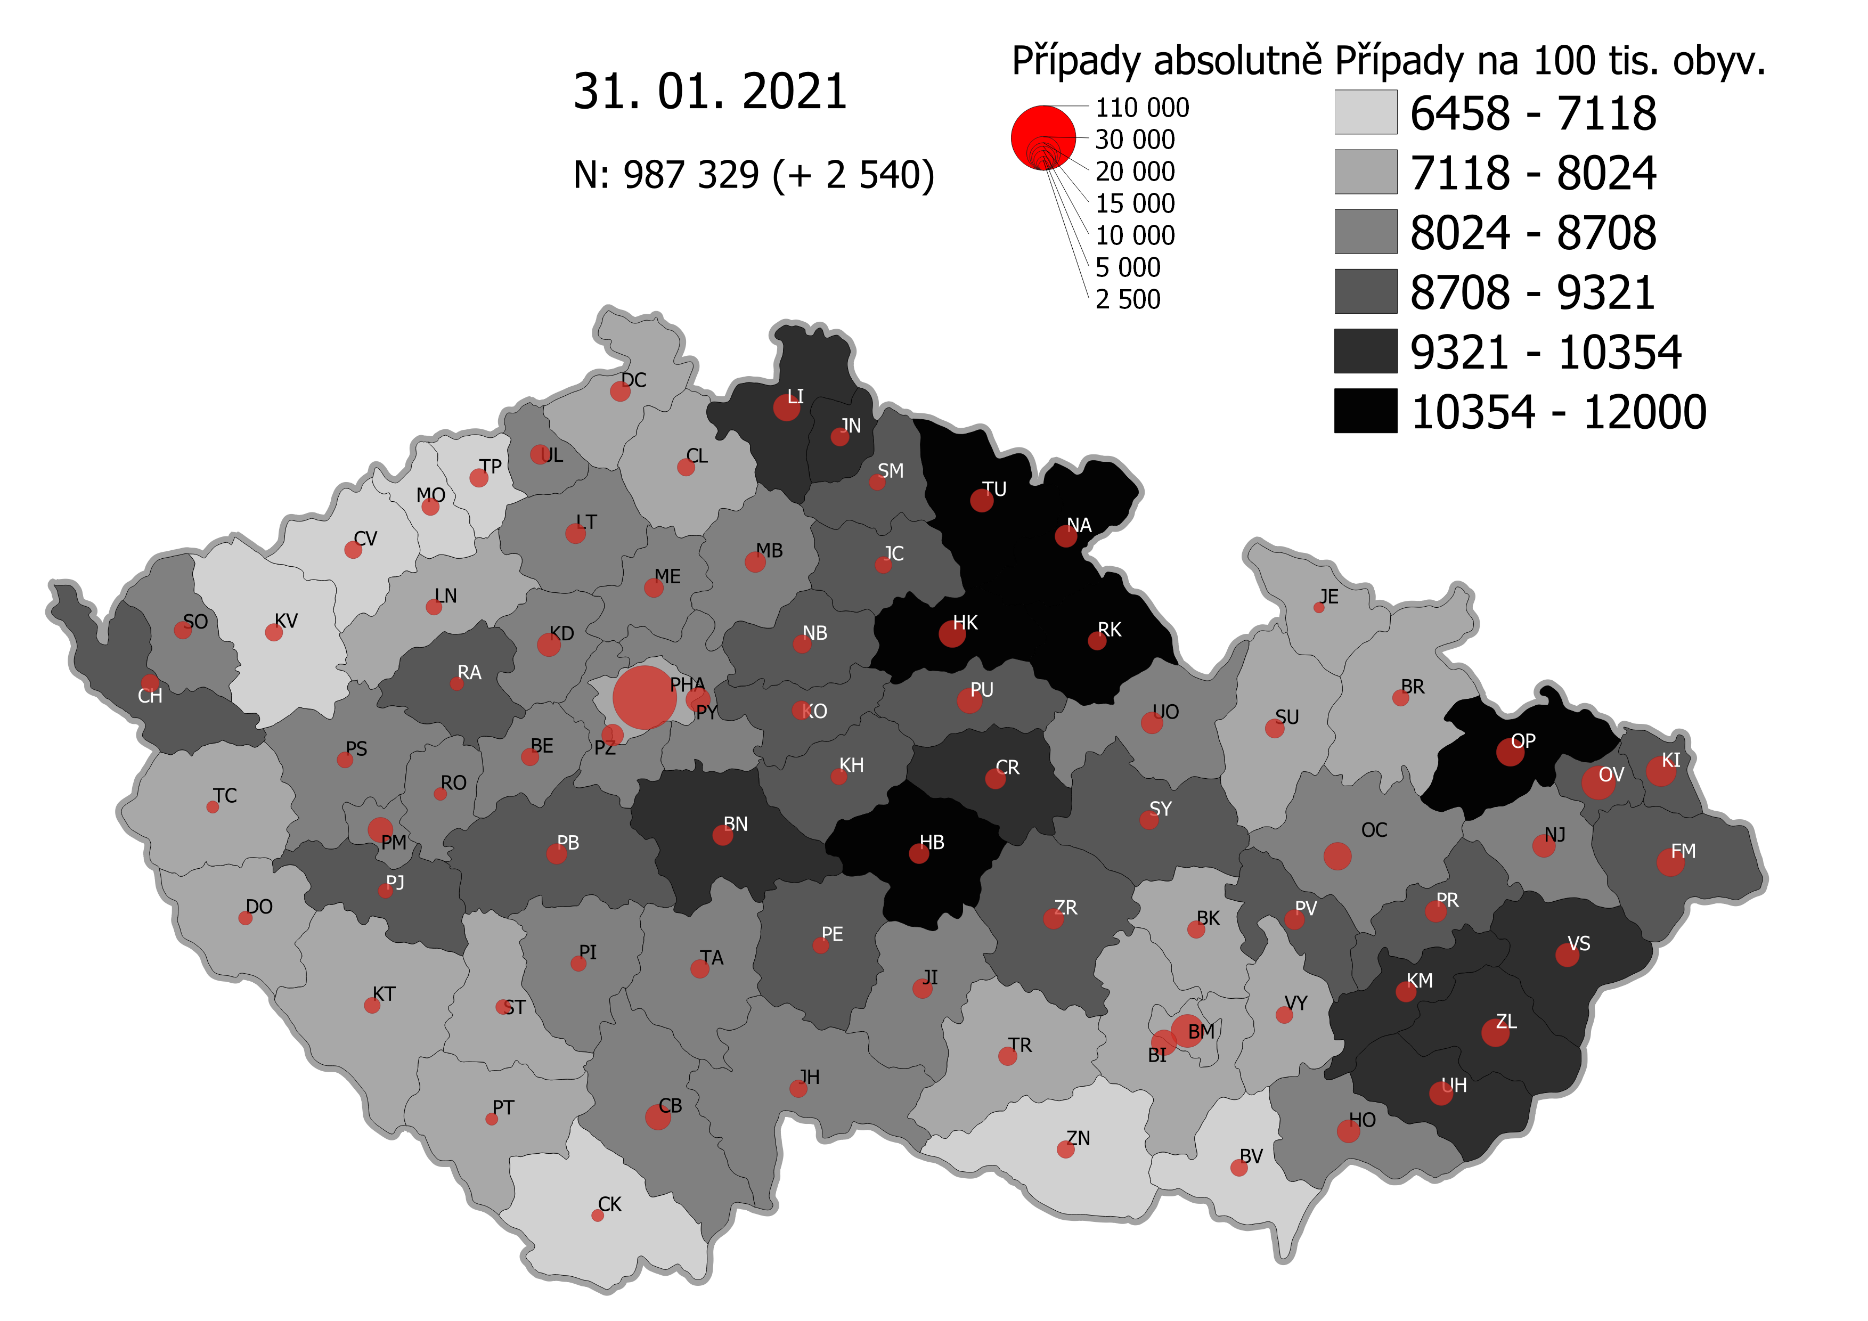 31. 01. 2021
N: 987 329 (+ 2 540)
Případy absolutně
110 000
30 000
20 000
15 000
10 000
5 000
2 500
Případy na 100 tis. obyv.
6458 - 7118
7118 - 8024
8024 - 8708
8708 - 9321
9321 - 10354
10354 - 12000
DC
LI
JN
UL
CL
TP
SM
MO
TU
LT
NA
CV
MB
JC
ME
LN
JE
SO
KV
KD
NB
HK
RK
RA
PHA
CH
PY
KO
PU
BR
UO
SU
PS
BE
PZ
OP
RO
KH
CR
KI
OV
TC
PM
BN
SY
PB
HB
OC
NJ
FM
PJ
DO
ZR
BK
PV
PR
PE
VS
PI
TA
JI
KM
KT
ST
VY
ZL
BM
BI
TR
JH
UH
PT
CB
HO
ZN
BV
CK